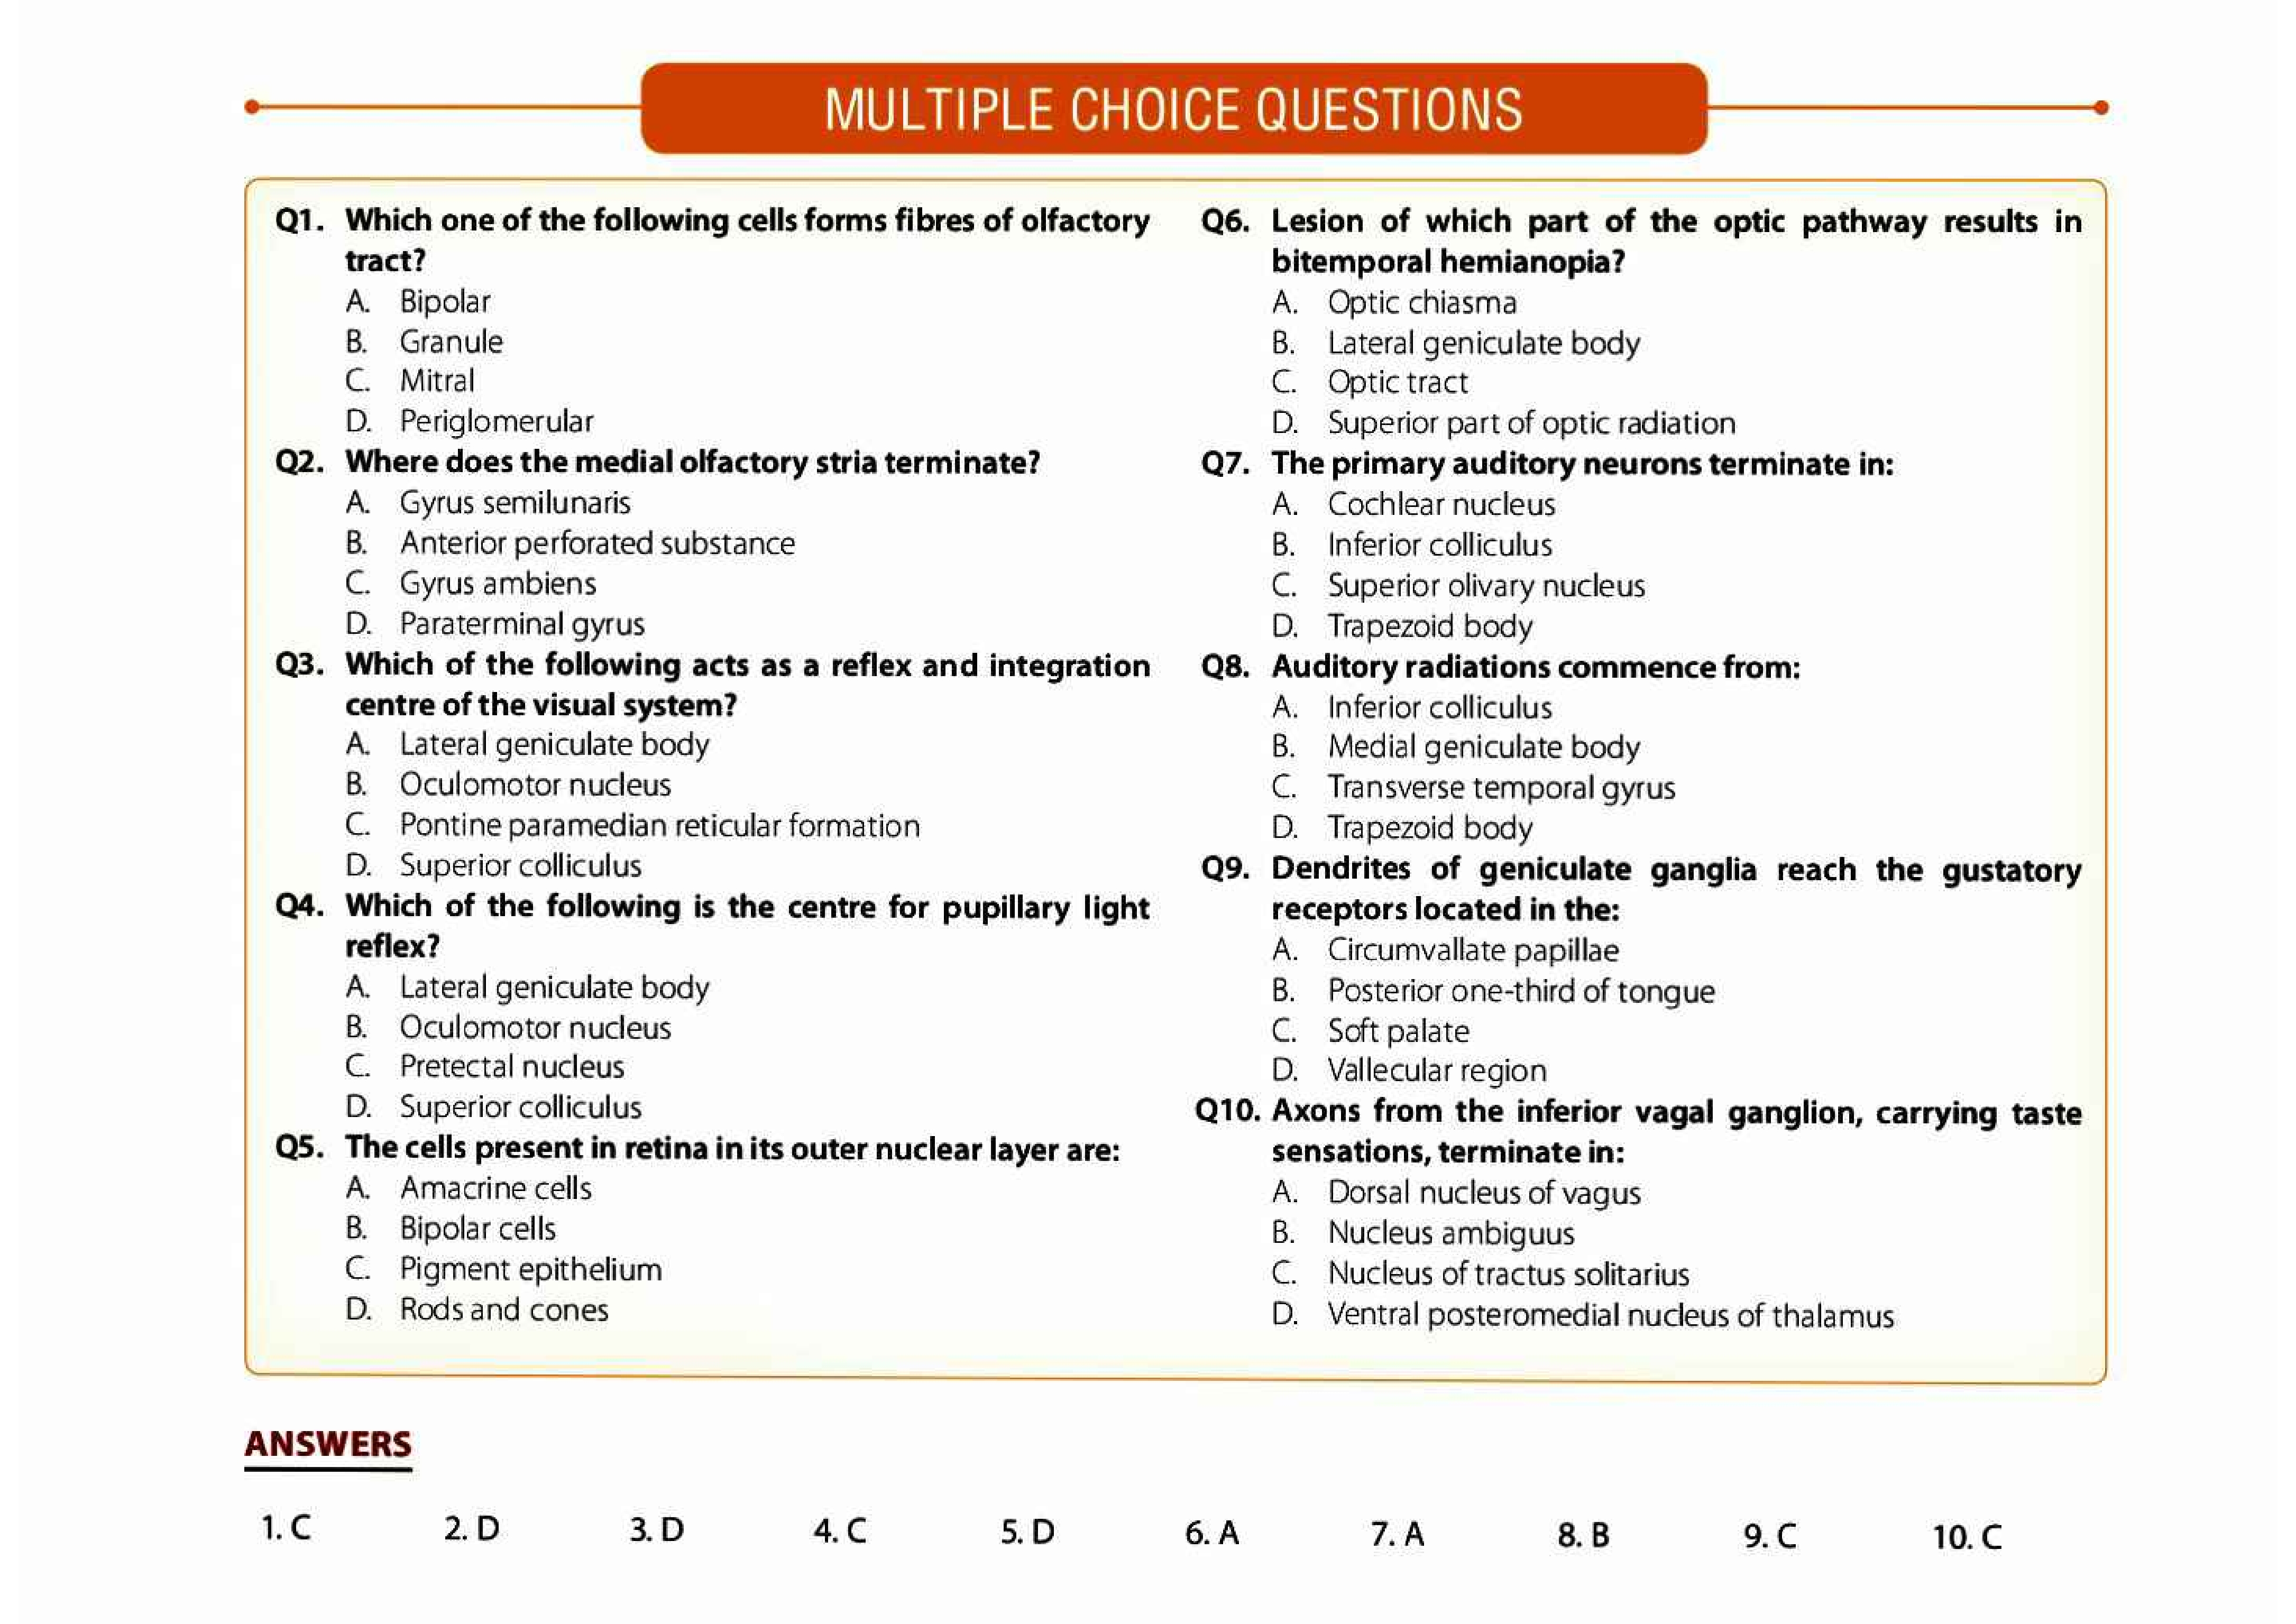 MULTIPLE CHOICE QUESTIONS
Q1. Which one of the following cells forms fibres of olfactory
tract?
A. Bipolar
B. Granule
C. Mitral
D. Periglomerular
Q2. Where does the medial olfactory stria terminate?
A. Gyrus semilunaris
B. Anterior perforated substance
C. Gyrus ambiens
D. Paraterminal gyrus
Q3. Which of the following acts as a reflex and integration
centre of the visual system?
A. Lateral geniculate body
B. Oculomotor nucleus
C. Pontine paramedian reticular formation
D. Superior colliculus
Q4. Which of the following is the centre for pupillary light
reflex?
A. Lateral geniculate body
B. Oculomotor nucleus
C. Pretectal nucleus
D. Superior colliculus
Q5. The cells present in retina in its outer nuclear layer are:
A. Amacrine cells
B. Bipolar cells
C. Pigment epithelium
D. Rods and cones
Q6. Lesion of which part of the optic pathway results in
bitemporal hemianopia?
A. Optic chiasma
B. Lateral geniculate body
C. Optic tract
D. Superior part of optic radiation
Q7. The primary auditory neurons terminate in:
A. Cochlear nucleus
B. Inferior colliculus
C. Superior olivary nucleus
D. Trapezoid body
Q8. Auditory radiations commence from:
A. Inferior colliculus
B. Medial geniculate body
C. Transverse temporal gyrus
D. Trapezoid body
Q9. Dendrites of geniculate ganglia reach the gustatory
receptors located in the:
A. Circumvallate papillae
B. Posterior one-third of tongue
C. Soft palate
D. Vallecular region
Q10. Axons from the inferior vagal ganglion, carrying taste
sensations, terminate in:
A. Dorsal nucleus of vagus
B. Nucleus ambiguus
C. Nucleus of tractus solitarius
D. Ventral posteromedial nucleus of thalamus
ANSWERS
1. C 2. D 3. D 4. C 5. D 6. A 7. A 8. B 9. C 10. C